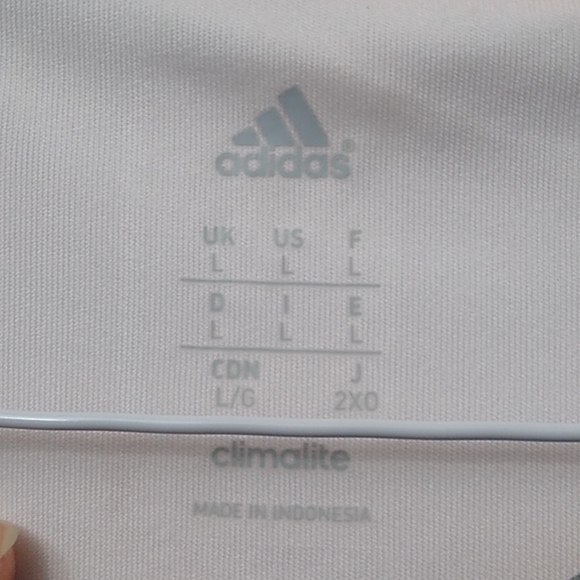 adidas®
UK US F
L L L
D I E
L L L
CDN J
L/G 2XO
climalite
MADE IN INDONESIA